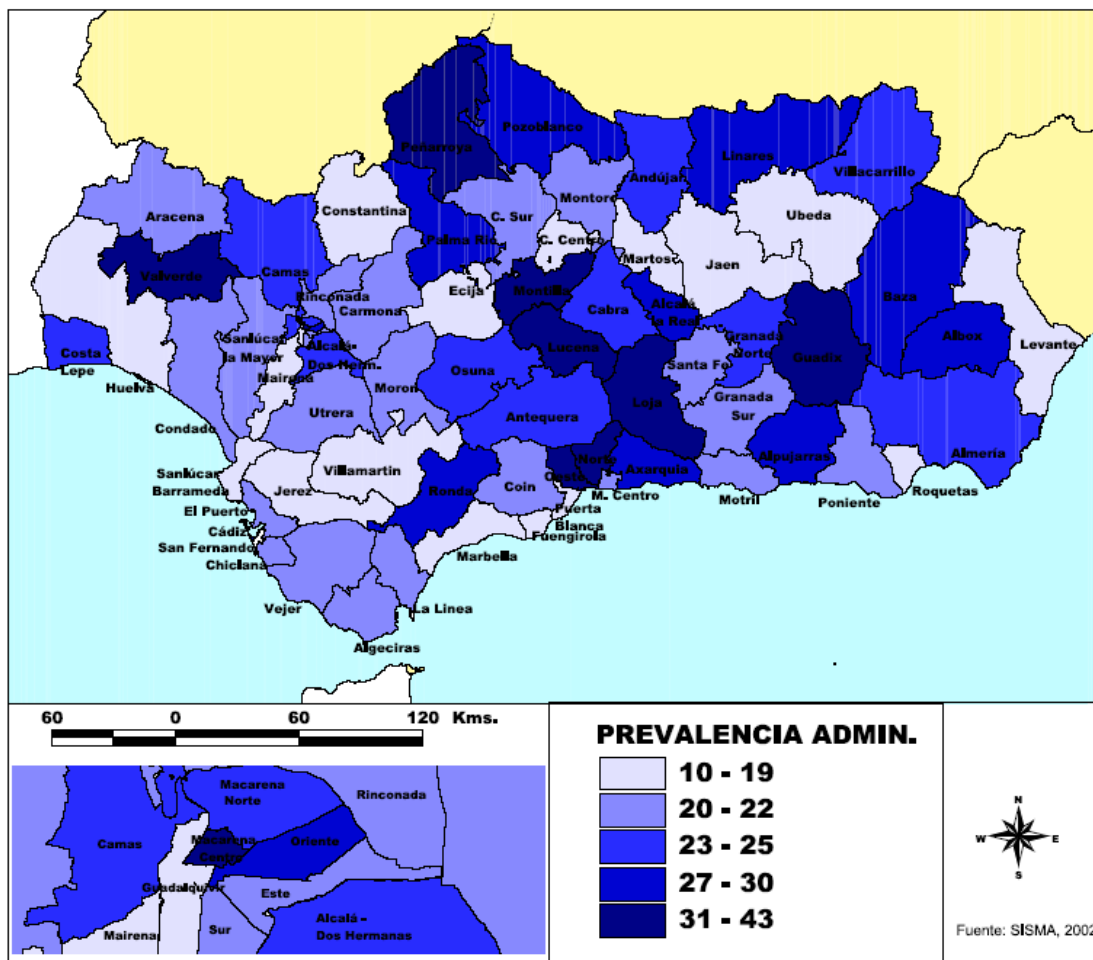 Pozoblanco
Peñarroya
Linares
Andújar
Villacarrillo
Constantina
Aracena
C. Sur
Montoro
Ubeda
Palma Rio
C. Centro
Martos
Jaen
Valverde
Camas
Rinconada
Ecija
Montilla
Carmona
Cabra
Alcalá
la Real
Baza
Sanlúcar
la Mayor
Alcalá-
Dos Herm.
Granada
Norte
Albox
Levante
Costa
Lepe
Mairena
Osuna
Lucena
Santa Fe
Guadix
Huelva
Moron
Utrera
Antequera
Loja
Granada
Sur
Condado
Almería
Alpujarras
Sanlúcar
Barrameda
Villamartin
Jerez
Ronda
Coin
Norte
Oeste
Axarquia
M. Centro
Motril
Poniente
Roquetas
El Puerto
Puerta
Blanca
Cádiz
Fuengirola
San Fernando
Chiclana
Marbella
Vejer
La Linea
Algeciras
60 0 60 120 Kms.
Macarena
Norte
Rinconada
Camas
Macarena
Centro
Oriente
Guadalquivir
Este
Mairena
Sur
Alcalá -
Dos Hermanas
PREVALENCIA ADMIN.
10 - 19
20 - 22
23 - 25
27 - 30
31 - 43
N
W E
S
Fuente: SISMA, 2002